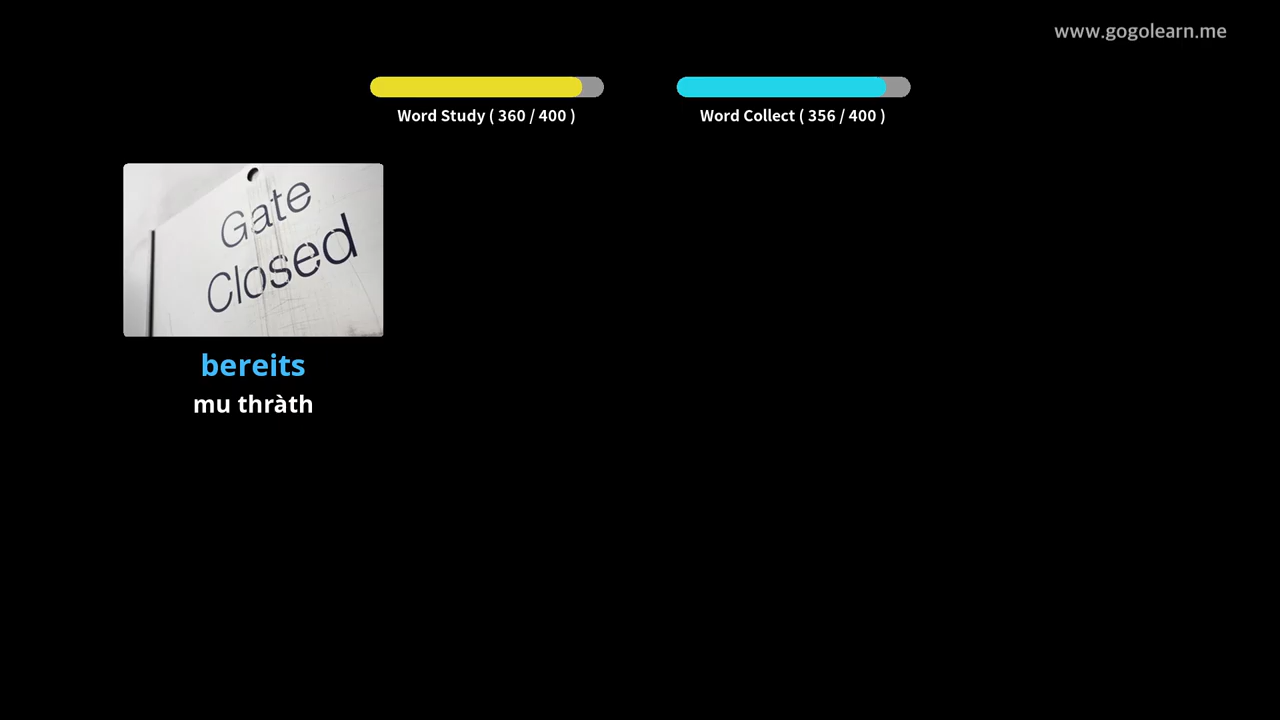 www.gogolearn.me
Word Study ( 360 / 400 )
Word Collect ( 356 / 400 )
Gate
Closed
bereits
mu thràth